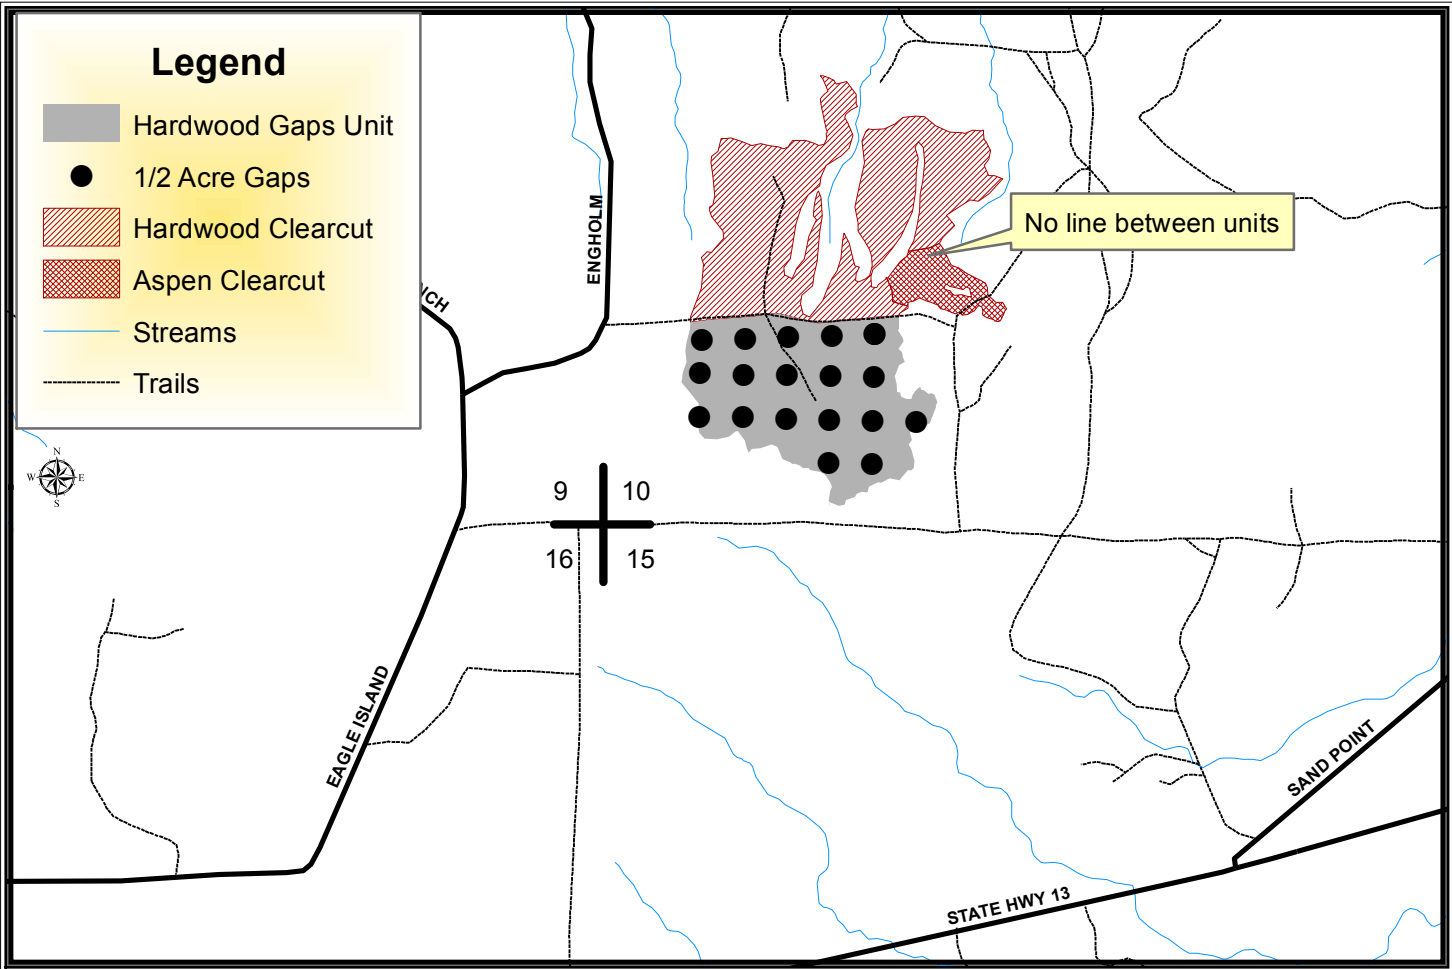 Legend
Hardwood Gaps Unit
1/2 Acre Gaps
Hardwood Clearcut
Aspen Clearcut
Streams
Trails
No line between units
ENGHOLM
NCH
N
W
E
S
9
10
16
15
EAGLE ISLAND
SAND POINT
STATE HWY 13